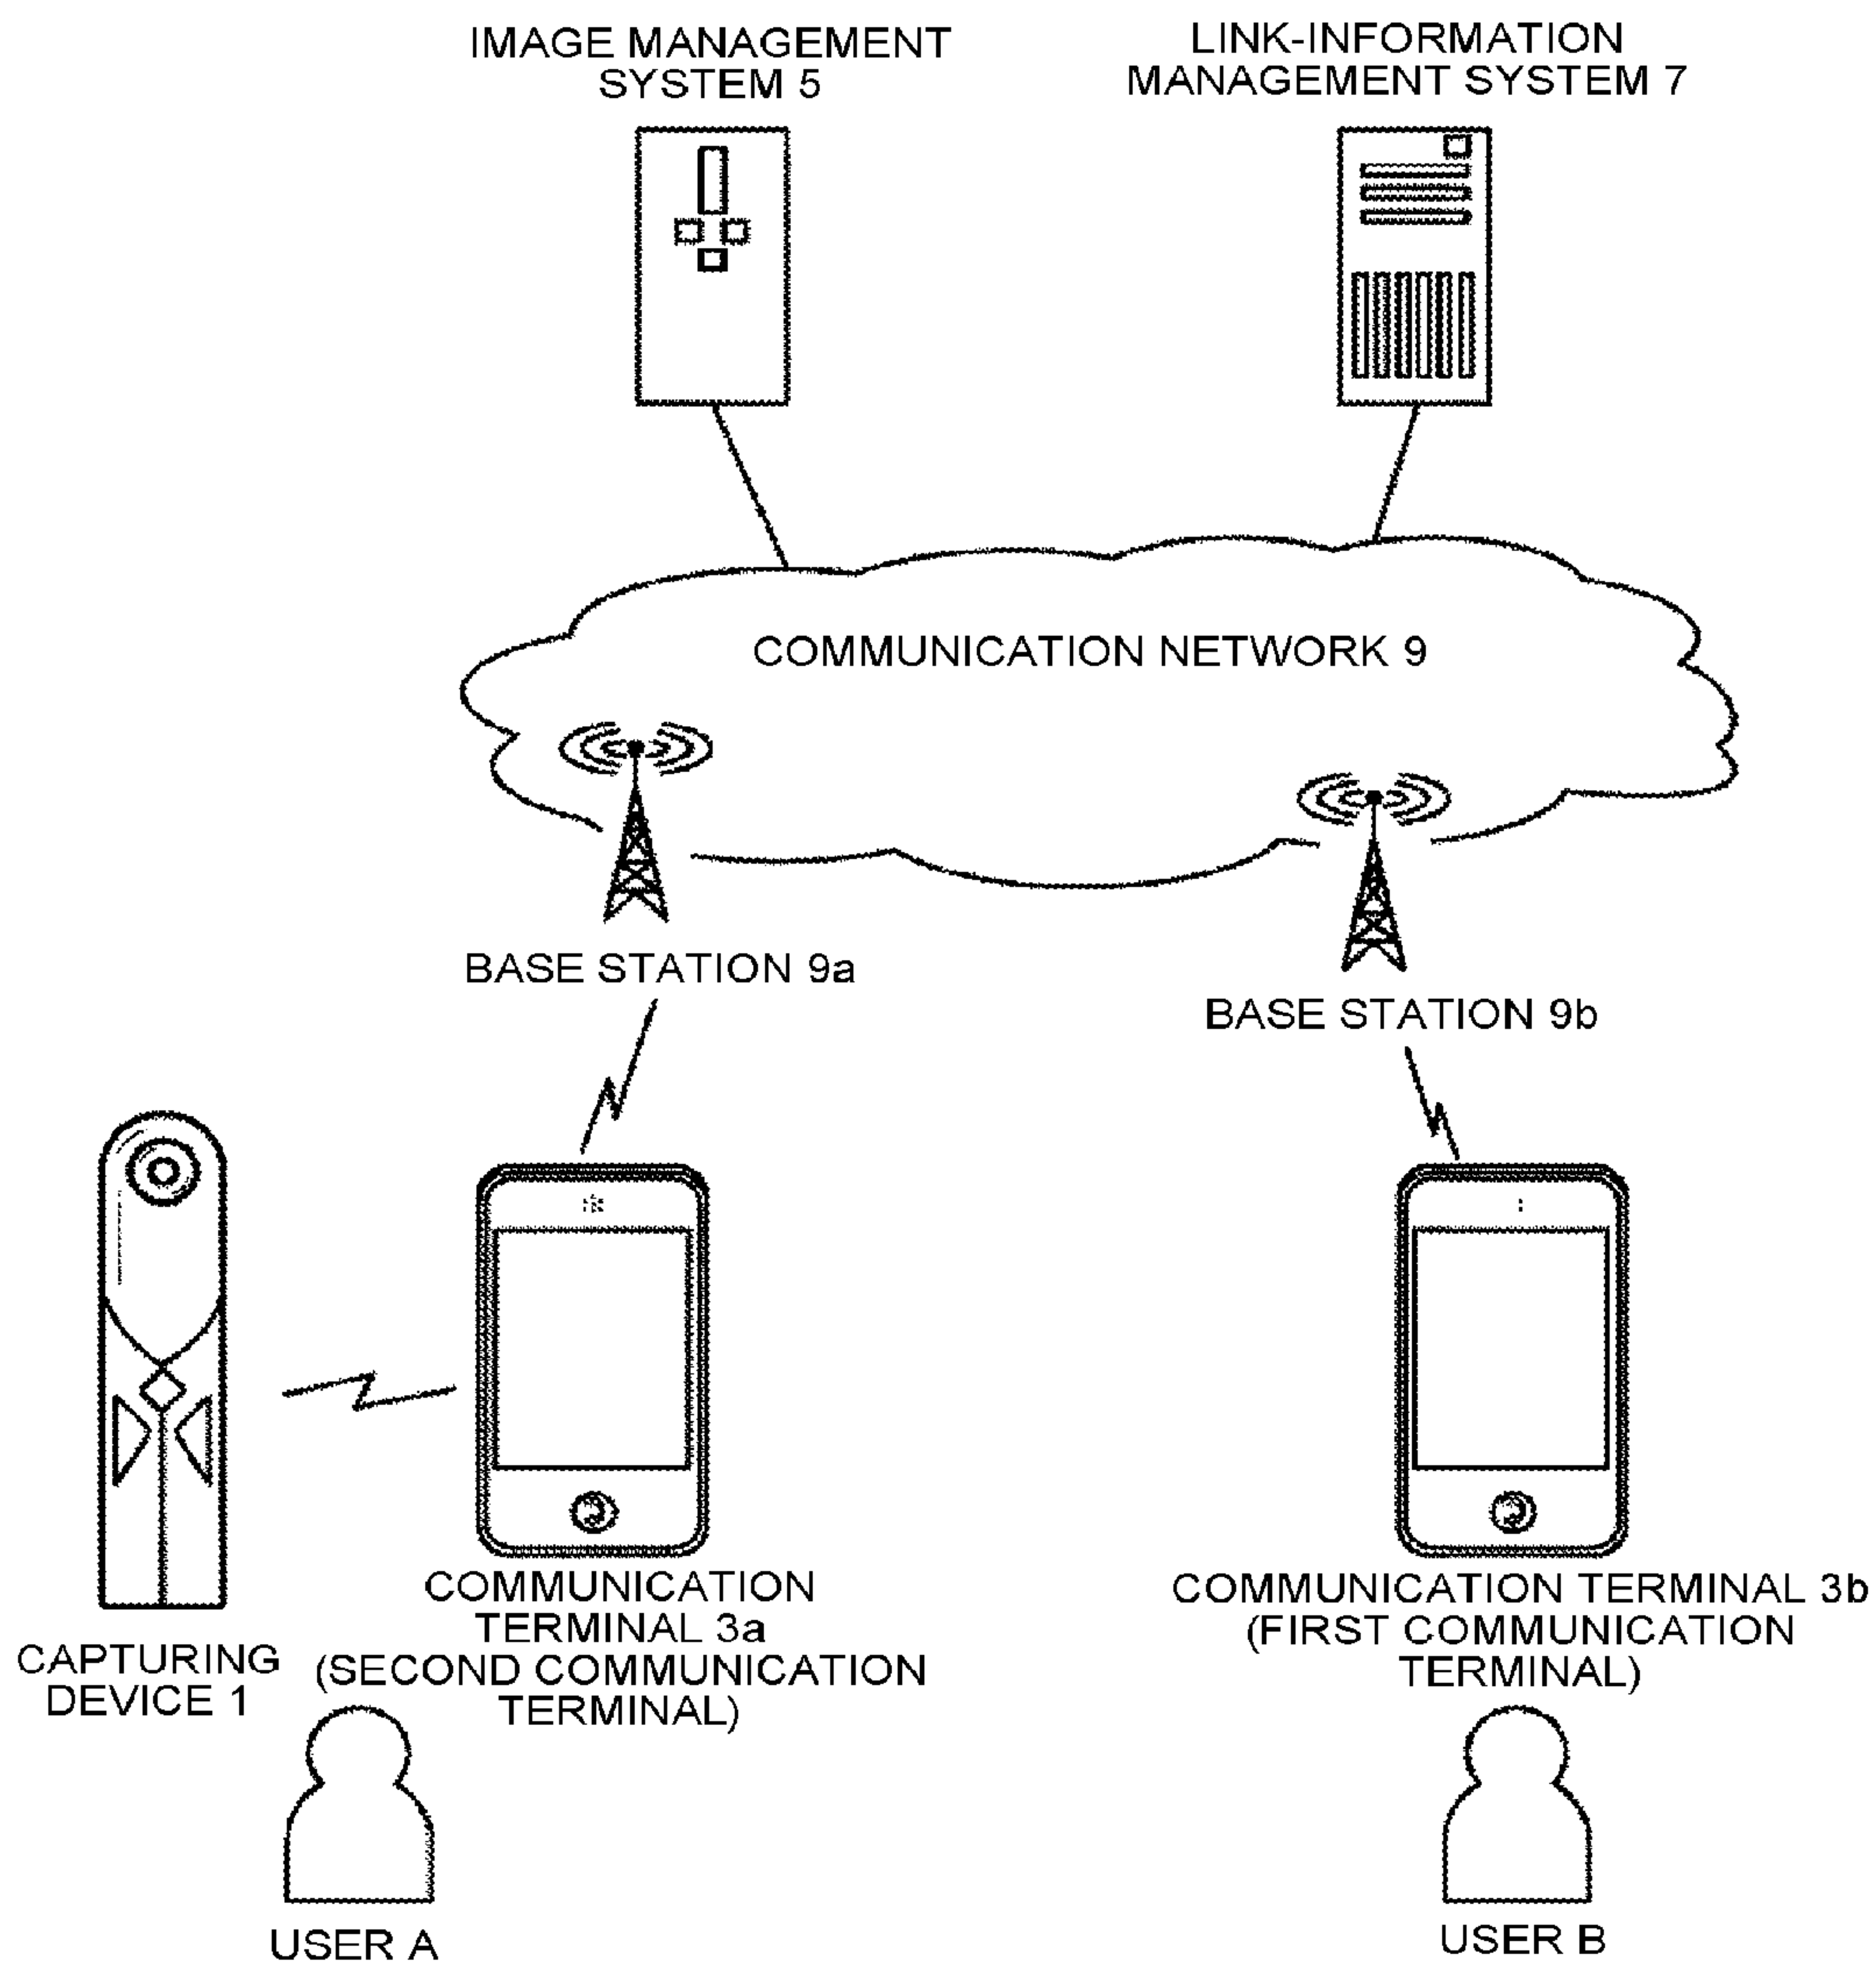 IMAGE MANAGEMENT
SYSTEM 5
LINK-INFORMATION
MANAGEMENT SYSTEM 7
COMMUNICATION NETWORK 9
BASE STATION 9a
BASE STATION 9b
CAPTURING
DEVICE 1
COMMUNICATION
TERMINAL 3a
(SECOND COMMUNICATION
TERMINAL)
COMMUNICATION TERMINAL 3b
(FIRST COMMUNICATION
TERMINAL)
USER A
USER B